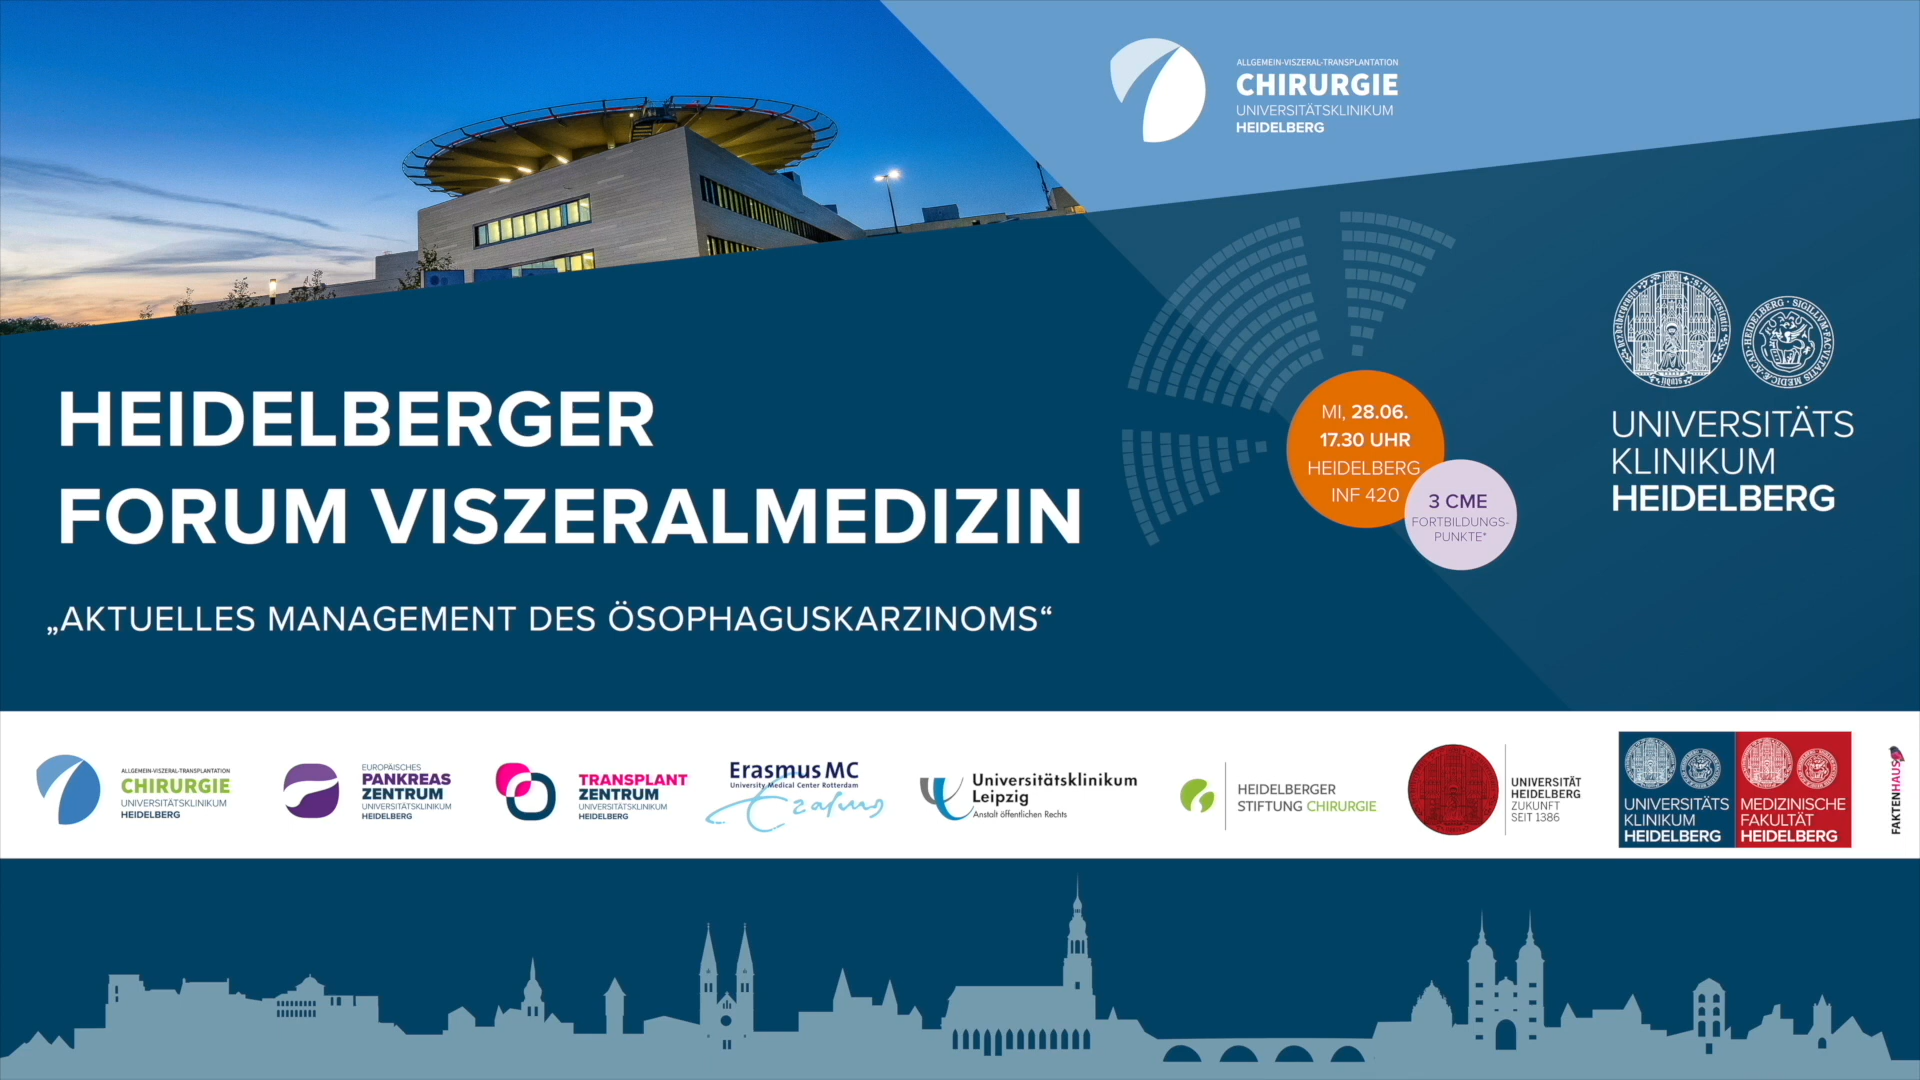 ALLGEMEIN-VISZERAL-TRANSPLANTATION
CHIRURGIE
UNIVERSITÄTSKLINIKUM
HEIDELBERG
HEIDELBERGER
FORUM VISZERALMEDIZIN
„AKTUELLES MANAGEMENT DES ÖSOPHAGUSKARZINOMS“
MI, 28.06.
17.30 UHR
HEIDELBERG
INF 420
3 CME
FORTBILDUNGS-
PUNKTE*
UNIVERSITÄTS
KLINIKUM
HEIDELBERG
ALLGEMEIN-VISZERAL-TRANSPLANTATION
CHIRURGIE
UNIVERSITÄTSKLINIKUM
HEIDELBERG
EUROPÄISCHES
PANKREAS
ZENTRUM
UNIVERSITÄTSKLINIKUM
HEIDELBERG
TRANSPLANT
ZENTRUM
UNIVERSITÄTSKLINIKUM
HEIDELBERG
Erasmus MC
University Medical Center Rotterdam
Erasmus
Universitätsklinikum
Leipzig
Anstalt öffentlichen Rechts
HEIDELBERGER
STIFTUNG CHIRURGIE
UNIVERSITÄT
HEIDELBERG
ZUKUNFT
SEIT 1386
UNIVERSITÄTS
KLINIKUM
HEIDELBERG
MEDIZINISCHE
FAKULTÄT
HEIDELBERG
FAKTENHAUS